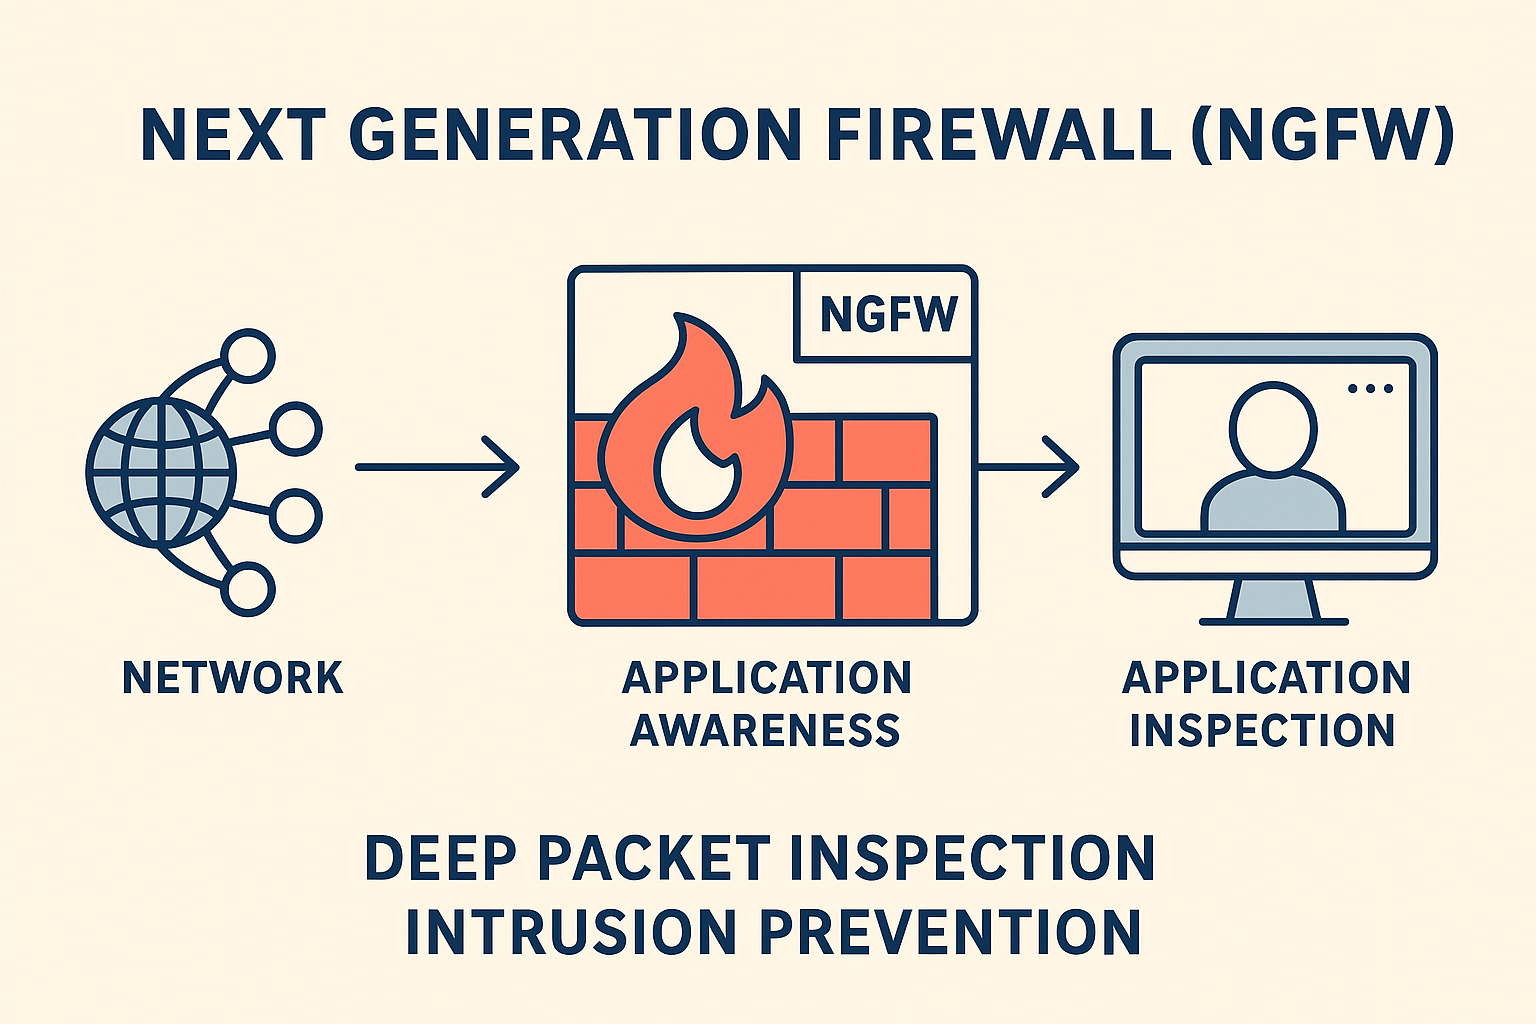 NEXT GENERATION FIREWALL (NGFW)
NGFW
NETWORK
APPLICATION
AWARENESS
APPLICATION
INSPECTION
DEEP PACKET INSPECTION
INTRUSION PREVENTION